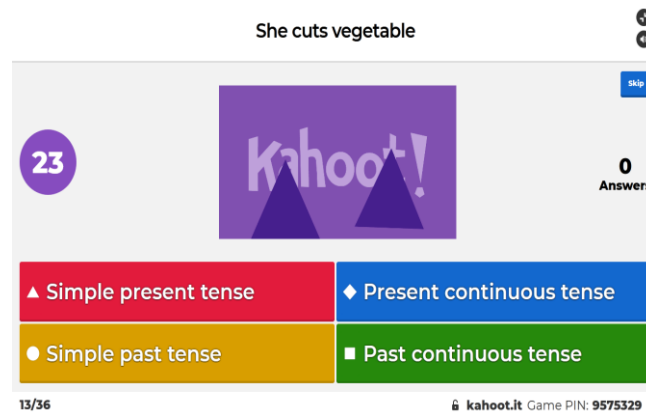 She cuts vegetable
Skip
23
Kahoot!
0
Answers
Simple present tense
Present continuous tense
Simple past tense
Past continuous tense
13/36
kahoot.it Game PIN: 9575329